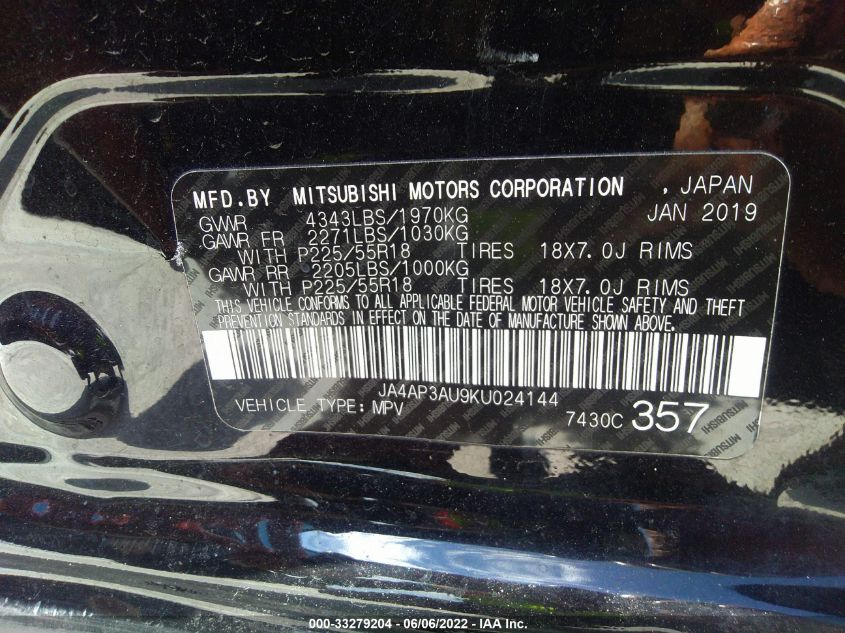 MFD.BY MITSUBISHI MOTORS CORPORATION , JAPAN
GVWR 4343LBS/1970KG JAN 2019
GAWR FR 2271LBS/1030KG
WITH P225/55R18 TIRES 18X7.0J RIMS
GAWR RR 2205LBS/1000KG
WITH P225/55R18 TIRES 18X7.0J RIMS
THIS VEHICLE CONFORMS TO ALL APPLICABLE FEDERAL MOTOR VEHICLE SAFETY AND THEFT
PREVENTION STANDARDS IN EFFECT ON THE DATE OF MANUFACTURE SHOWN ABOVE.
JA4AP3AU9KU024144
VEHICLE TYPE:MPV 7430C 357
000-33279204 - 06/06/2022 - ©IAA, Inc.